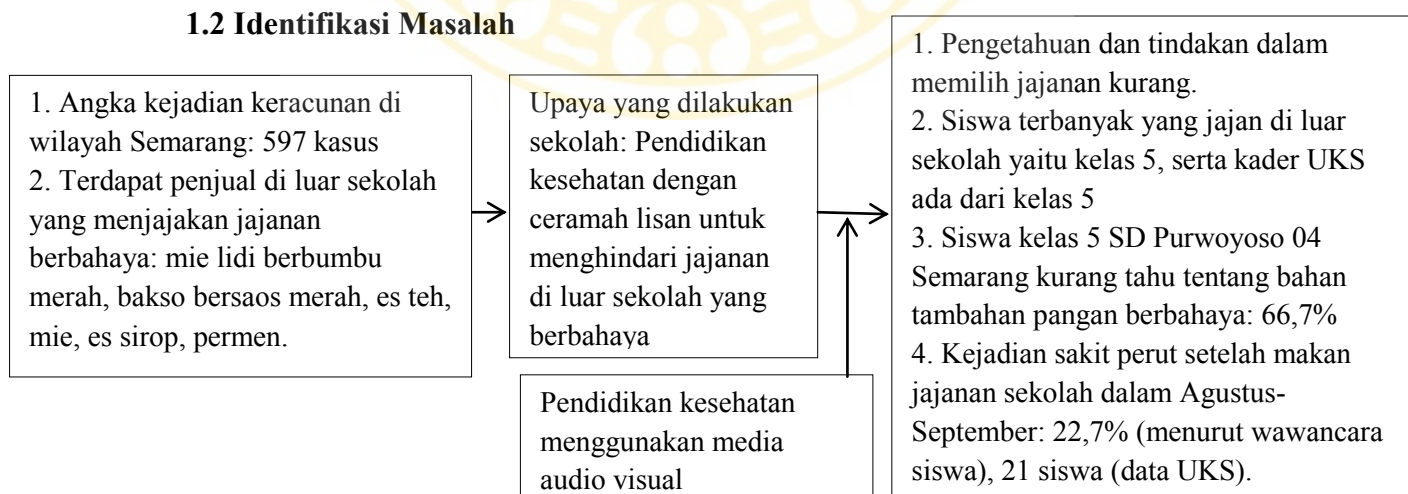 1.2 Identifikasi Masalah
1. Angka kejadian keracunan di
wilayah Semarang: 597 kasus
2. Terdapat penjual di luar sekolah
yang menjajakan jajanan
berbahaya: mie lidi berbumbu
merah, bakso bersaos merah, es teh,
mie, es sirop, permen.
Upaya yang dilakukan
sekolah: Pendidikan
kesehatan dengan
ceramah lisan untuk
menghindari jajanan
di luar sekolah yang
berbahaya
Pendidikan kesehatan
menggunakan media
audio visual
1. Pengetahuan dan tindakan dalam
memilih jajanan kurang.
2. Siswa terbanyak yang jajan di luar
sekolah yaitu kelas 5, serta kader UKS
ada dari kelas 5
3. Siswa kelas 5 SD Purwoyoso 04
Semarang kurang tahu tentang bahan
tambahan pangan berbahaya: 66,7%
4. Kejadian sakit perut setelah makan
jajanan sekolah dalam Agustus-
September: 22,7% (menurut wawancara
siswa), 21 siswa (data UKS).